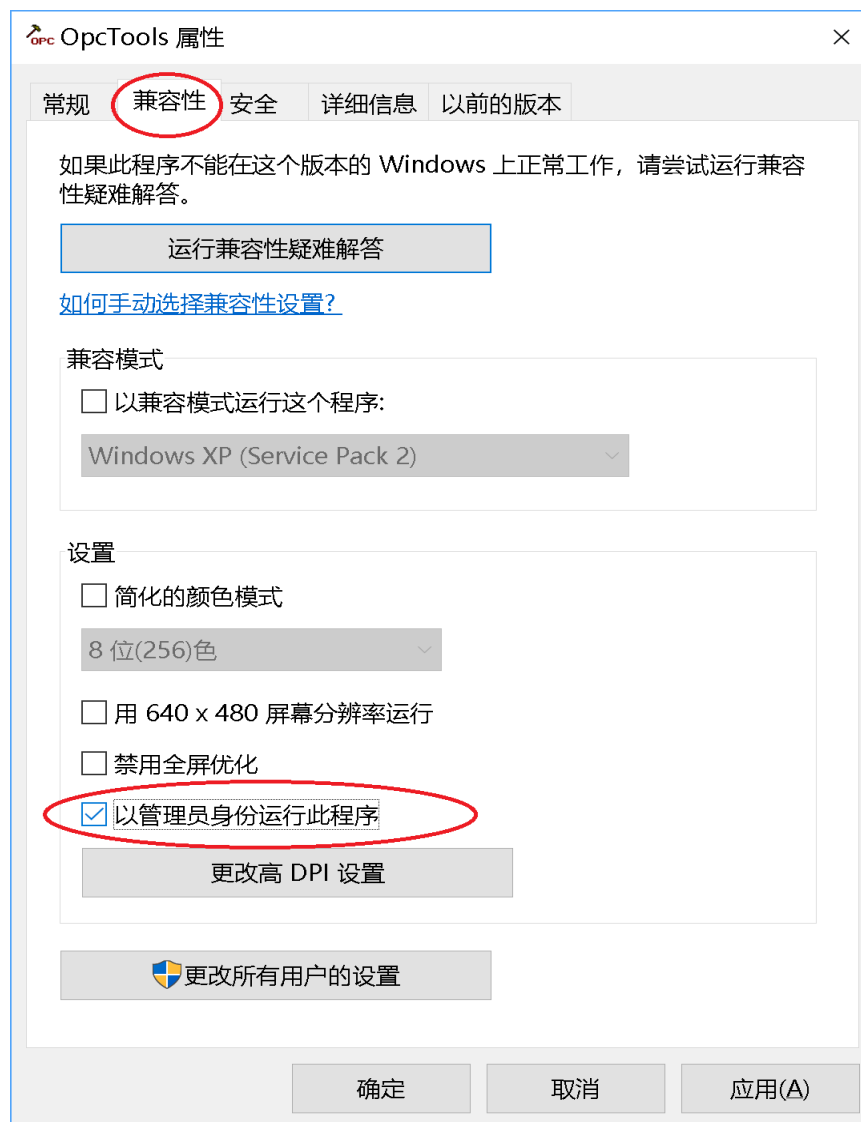 OPC OpcTools 属性
常规 兼容性 安全 详细信息 以前的版本
如果此程序不能在这个版本的 Windows 上正常工作，请尝试运行兼容
性疑难解答。
运行兼容性疑难解答
如何手动选择兼容性设置?
兼容模式
以兼容模式运行这个程序:
Windows XP (Service Pack 2)
设置
简化的颜色模式
8 位(256)色
用 640 x 480 屏幕分辨率运行
禁用全屏优化
以管理员身份运行此程序
更改高 DPI 设置
更改所有用户的设置
确定 取消 应用(A)